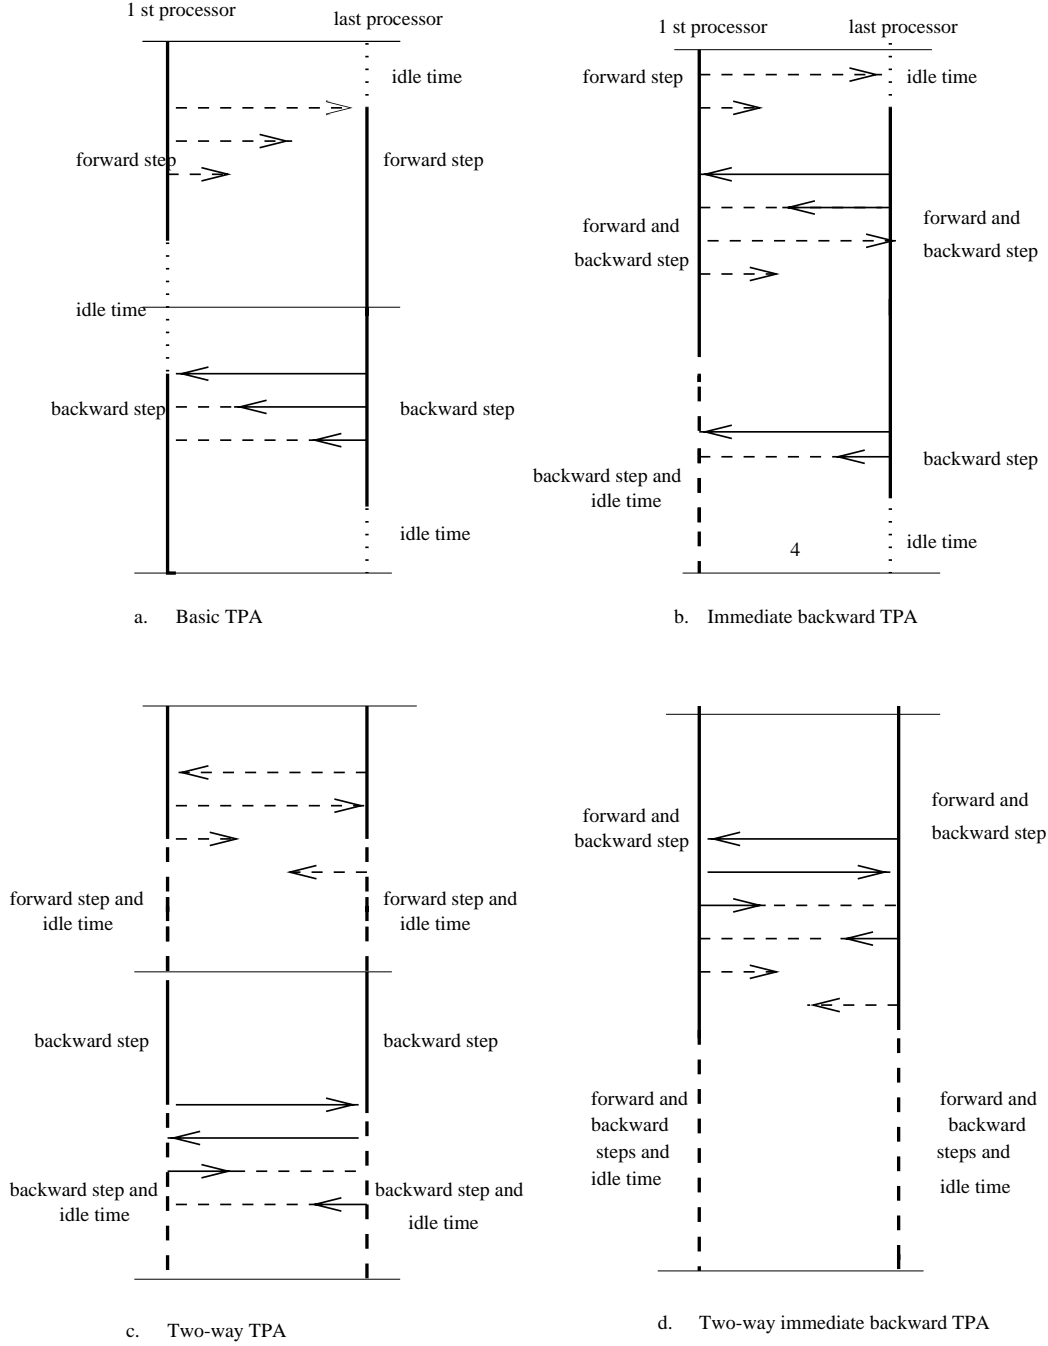 1 st processor
last processor
idle time
forward step
forward step
idle time
backward step
backward step
idle time
a. Basic TPA
1 st processor
last processor
forward step
idle time
forward and
backward step
forward and
backward step
backward step and
idle time
backward step
4
idle time
b. Immediate backward TPA
forward step and
idle time
forward step and
idle time
backward step
backward step
backward step and
idle time
backward step and
idle time
c. Two-way TPA
forward and
backward step
forward and
backward step
forward and
backward
steps and
idle time
forward and
backward
steps and
idle time
d. Two-way immediate backward TPA